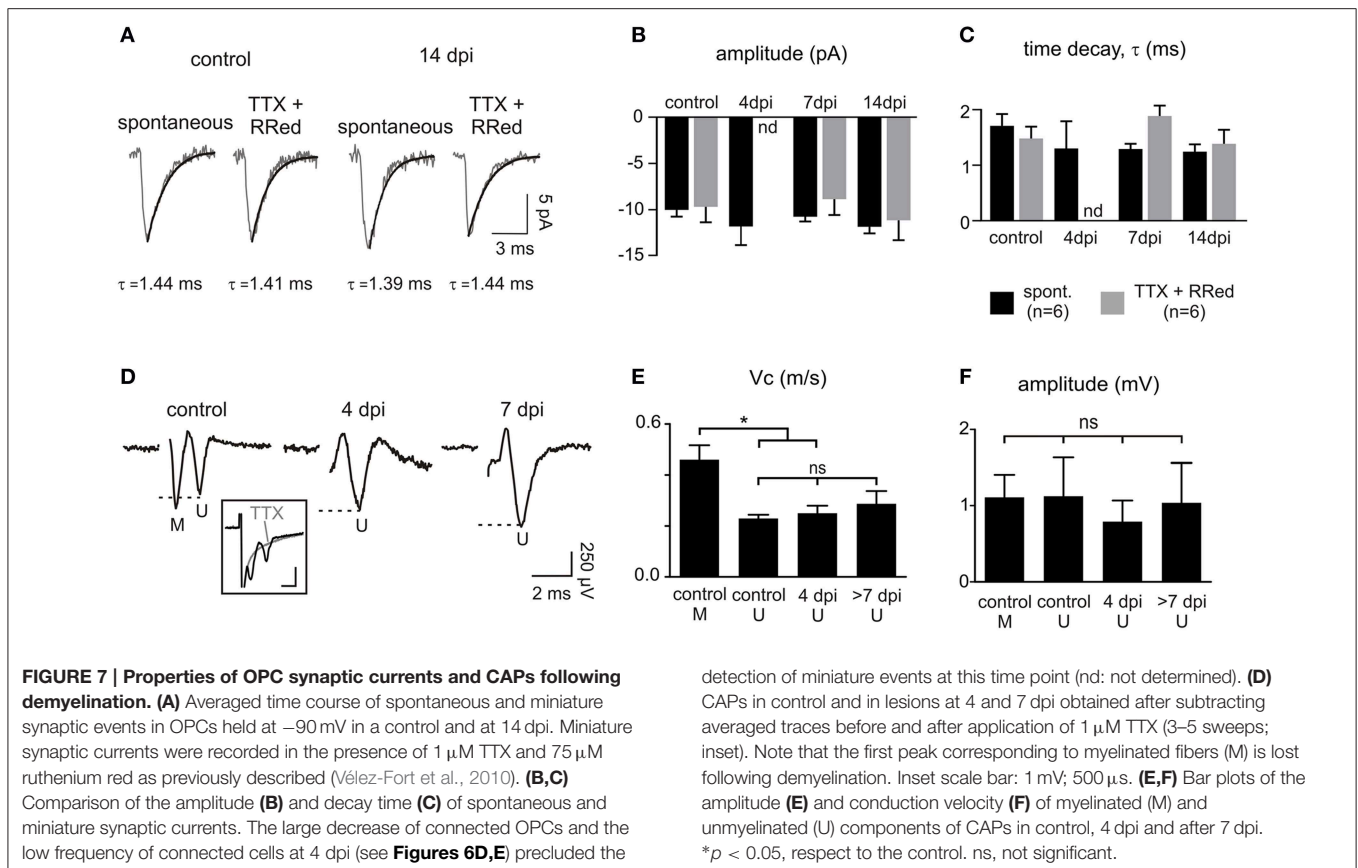 A
control
14 dpi
spontaneous
TTX +
RRed
spontaneous
TTX +
RRed
5 pA
3 ms
τ =1.44 ms
τ =1.41 ms
τ =1.39 ms
τ =1.44 ms
B
amplitude (pA)
control 4dpi 7dpi 14dpi
0
nd
-5
-10
-15
C
time decay, τ (ms)
2
1
0
nd
control 4dpi 7dpi 14dpi
spont.
(n=6)
TTX + RRed
(n=6)
D
control
4 dpi
7 dpi
M
U
U
U
TTX
250 μV
2 ms
E
Vc (m/s)
0.6
*
ns
0.0
control
M
control
U
4 dpi
U
>7 dpi
U
F
amplitude (mV)
2
ns
1
0
control
M
control
U
4 dpi
U
>7 dpi
U
FIGURE 7 | Properties of OPC synaptic currents and CAPs following
demyelination. (A) Averaged time course of spontaneous and miniature
synaptic events in OPCs held at −90 mV in a control and at 14 dpi. Miniature
synaptic currents were recorded in the presence of 1 μM TTX and 75 μM
ruthenium red as previously described (Vélez-Fort et al., 2010). (B,C)
Comparison of the amplitude (B) and decay time (C) of spontaneous and
miniature synaptic currents. The large decrease of connected OPCs and the
low frequency of connected cells at 4 dpi (see Figures 6D,E) precluded the
detection of miniature events at this time point (nd: not determined). (D)
CAPs in control and in lesions at 4 and 7 dpi obtained after subtracting
averaged traces before and after application of 1 μM TTX (3–5 sweeps;
inset). Note that the first peak corresponding to myelinated fibers (M) is lost
following demyelination. Inset scale bar: 1 mV; 500 μs. (E,F) Bar plots of the
amplitude (E) and conduction velocity (F) of myelinated (M) and
unmyelinated (U) components of CAPs in control, 4 dpi and after 7 dpi.
*p < 0.05, respect to the control. ns, not significant.